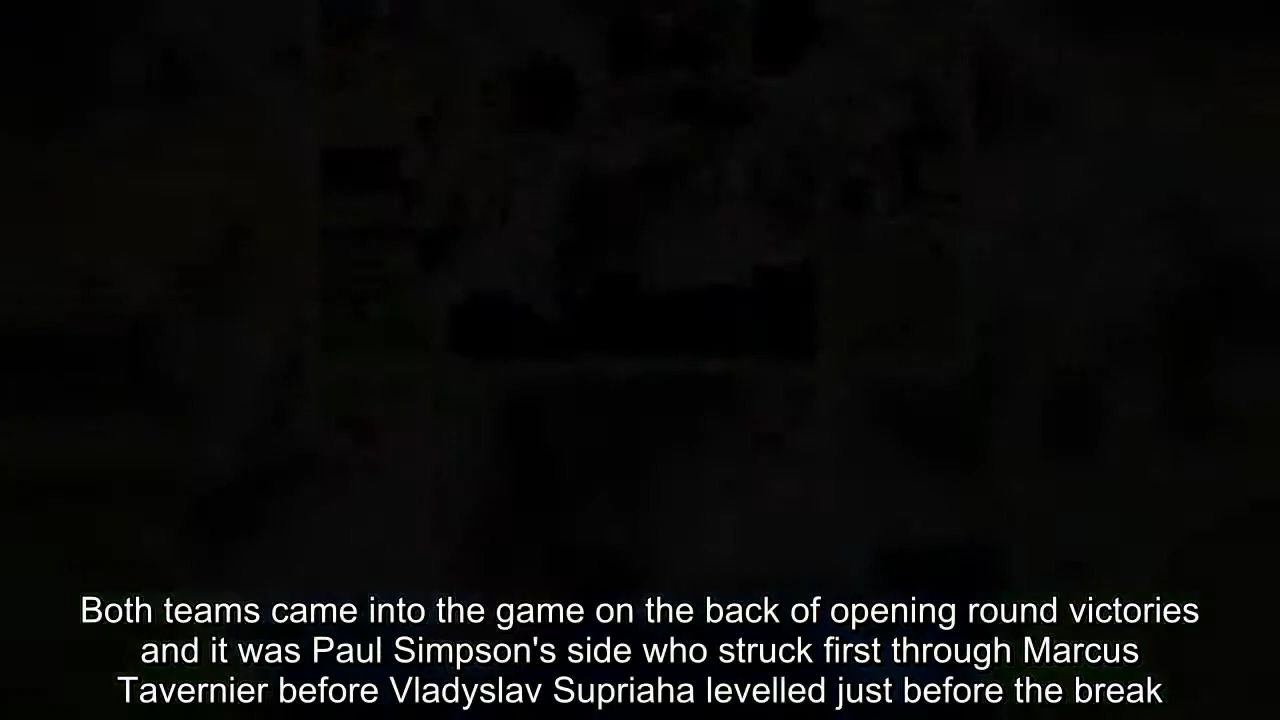 Both teams came into the game on the back of opening round victories
and it was Paul Simpson's side who struck first through Marcus
Tavernier before Vladyslav Supriaha levelled just before the break